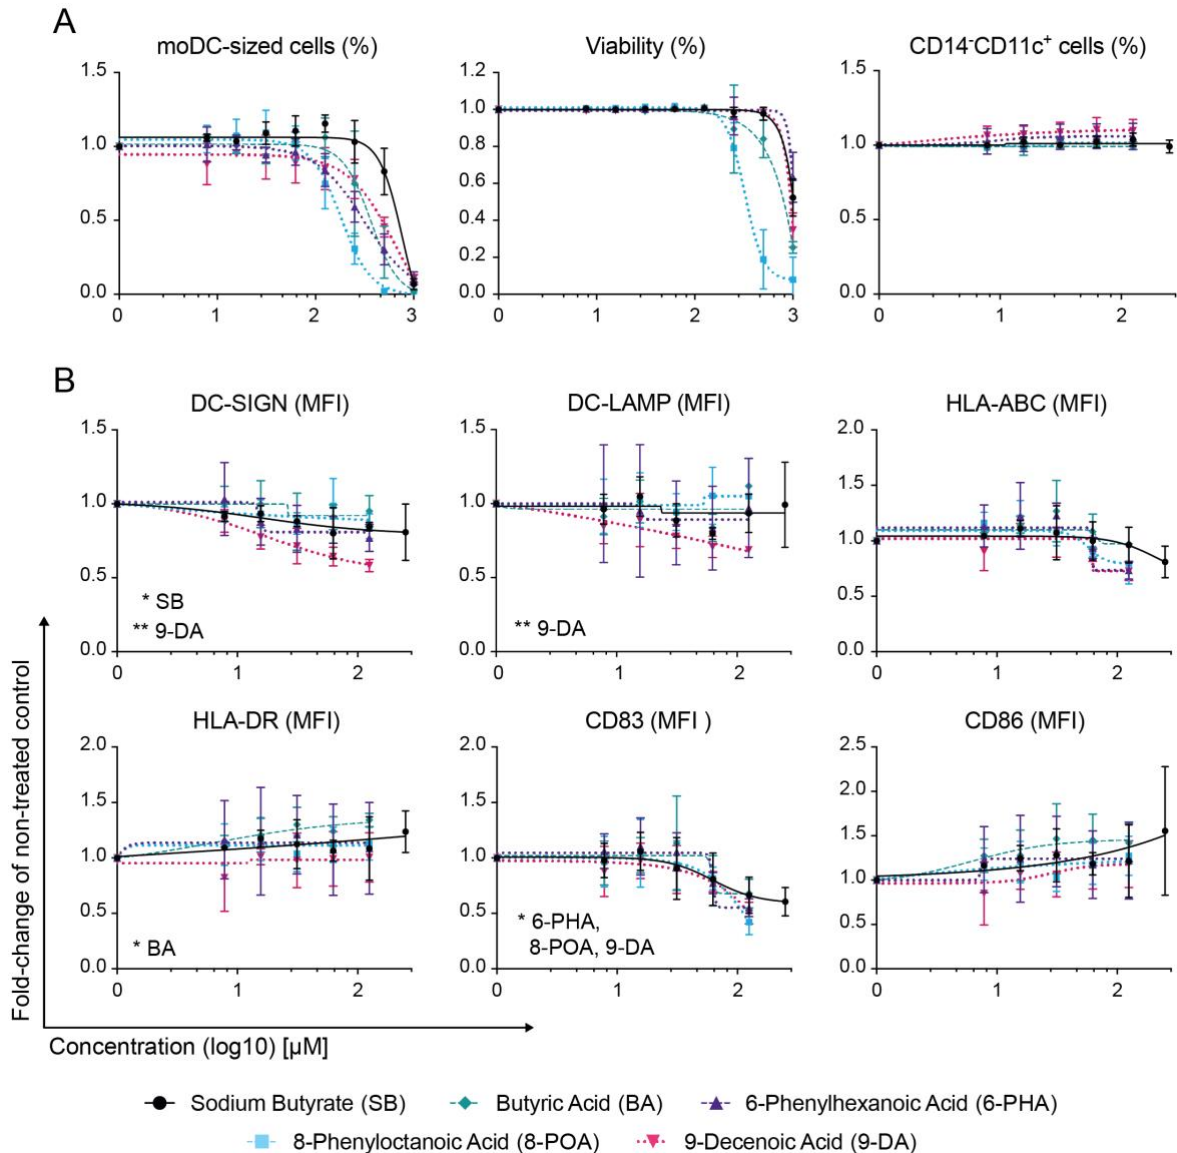 A
moDC-sized cells (%)
Viability (%)
CD14⁻CD11c⁺ cells (%)
1.5
1.0
0.5
0.0
0 1 2 3
1.2
1.0
0.8
0.6
0.4
0.2
0.0
0 1 2 3
1.5
1.0
0.5
0.0
0 1 2
B
DC-SIGN (MFI)
DC-LAMP (MFI)
HLA-ABC (MFI)
1.5
1.0
0.5
0.0
* SB
** 9-DA
0 1 2
1.5
1.0
0.5
0.0
** 9-DA
0 1 2
2.0
1.5
1.0
0.5
0.0
0 1 2
HLA-DR (MFI)
CD83 (MFI )
CD86 (MFI)
2.0
1.5
1.0
0.5
0.0
* BA
0 1 2
2.0
1.5
1.0
0.5
0.0
* 6-PHA,
8-POA, 9-DA
0 1 2
2.5
2.0
1.5
1.0
0.5
0.0
0 1 2
Fold-change of non-treated control
Concentration (log10) [µM]
Sodium Butyrate (SB)
Butyric Acid (BA)
6-Phenylhexanoic Acid (6-PHA)
8-Phenyloctanoic Acid (8-POA)
9-Decenoic Acid (9-DA)